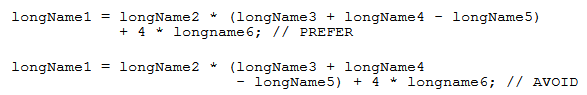 longName1 = longName2 * (longName3 + longName4 - longName5)
+ 4 * longname6; // PREFER
longName1 = longName2 * (longName3 + longName4
- longName5) + 4 * longname6; // AVOID